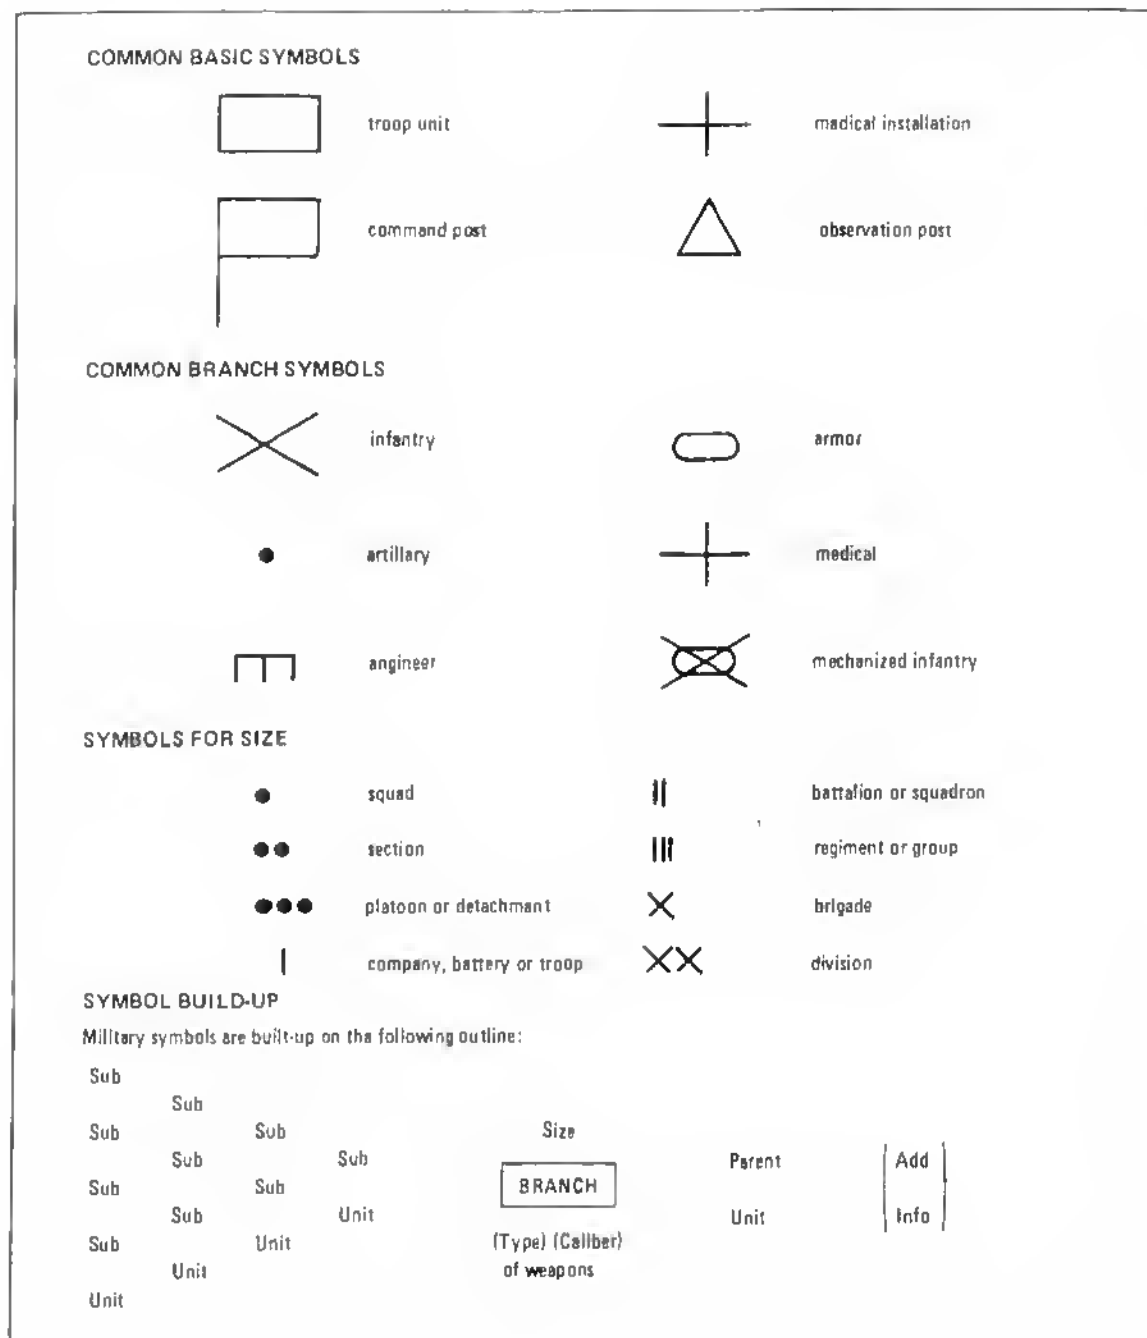 COMMON BASIC SYMBOLS
troop unit
madical installation
command post
observation post
COMMON BRANCH SYMBOLS
infantry
armor
artillary
medical
angineer
mechanized infantry
SYMBOLS FOR SIZE
squad
battalion or squadron
section
regiment or group
platoon or detachmant
brigade
company, battery or troop
division
SYMBOL BUILD-UP
Military symbols are built-up on tha following outline:
Sub
Sub
Sub Sub Size
Sub Sub Parent Add
Sub Sub BRANCH
Sub Unit Unit Info
Sub Unit (Type) (Caliber)
Unit of weapons
Unit